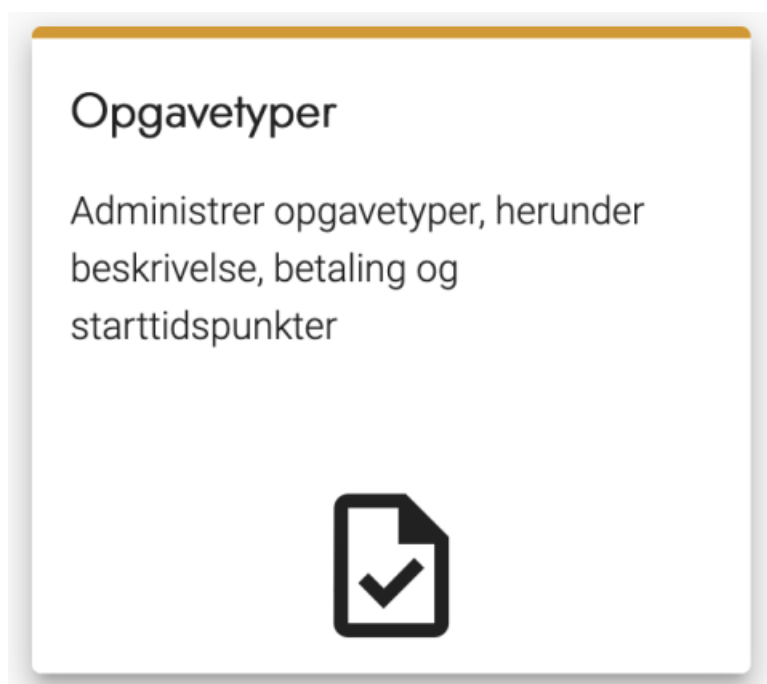 Opgavetyper
Administrer opgavetyper, herunder
beskrivelse, betaling og
starttidspunkter